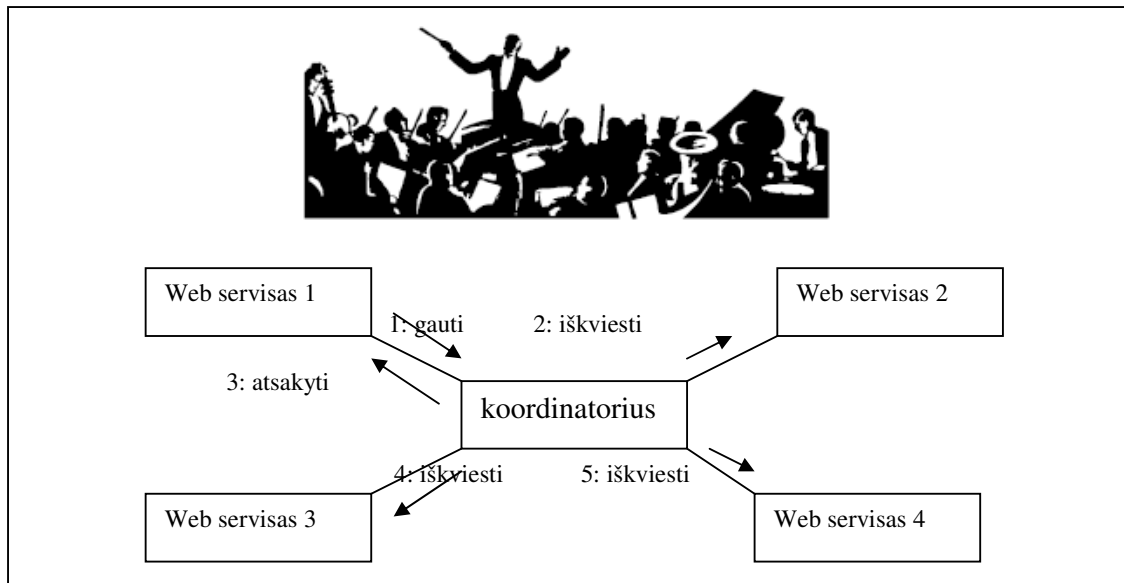 Web servisas 1
Web servisas 2
1: gauti
2: iškviesti
3: atsakyti
koordinatorius
4: iškviesti
5: iškviesti
Web servisas 3
Web servisas 4